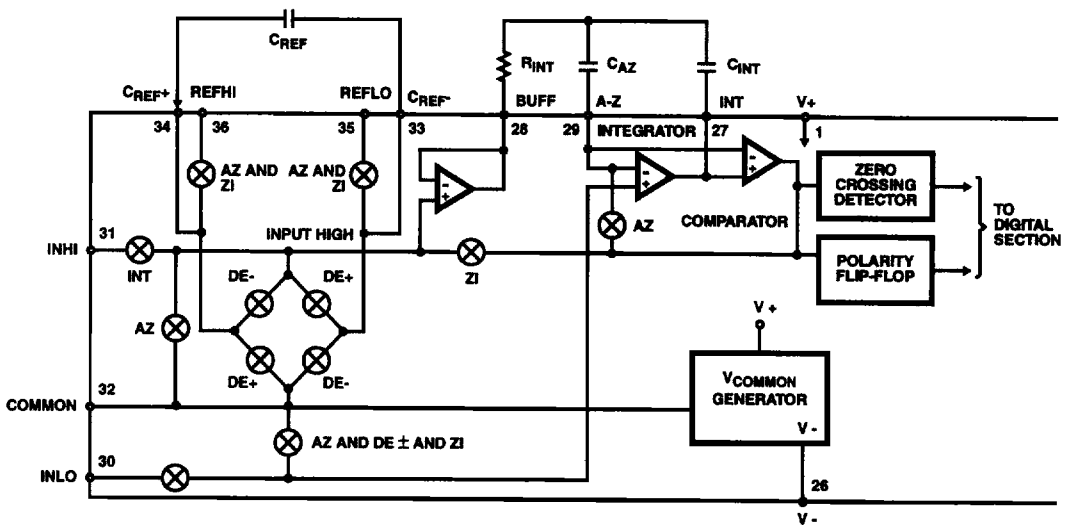 CREF
RINT
CAZ
CINT
CREF+
REFHI
REFLO
CREF-
BUFF
A-Z
INT
V+
34
36
35
33
28
29
INTEGRATOR
27
1
AZ AND
ZI
AZ AND
ZI
ZERO
CROSSING
DETECTOR
TO
DIGITAL
SECTION
COMPARATOR
AZ
INPUT HIGH
31
INHI
INT
ZI
POLARITY
FLIP-FLOP
DE-
DE+
AZ
V +
DE+
DE-
32
COMMON
VCOMMON
GENERATOR
V -
AZ AND DE ± AND ZI
30
INLO
26
V -